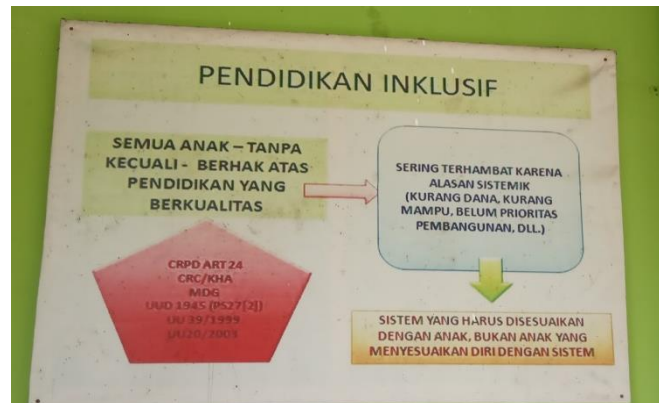 PENDIDIKAN INKLUSIF
SEMUA ANAK – TANPA
KECUALI - BERHAK ATAS
PENDIDIKAN YANG
BERKUALITAS
SERING TERHAMBAT KARENA
ALASAN SISTEMIK
(KURANG DANA, KURANG
MAMPU, BELUM PRIORITAS
PEMBANGUNAN, DLL.)
CRPD ART 24
CRC/KHA
MDG
UUD 1945 (PS27[2])
UU 39/1999
UU20/2003
SISTEM YANG HARUS DISESUAIKAN
DENGAN ANAK, BUKAN ANAK YANG
MENYESUAIKAN DIRI DENGAN SISTEM